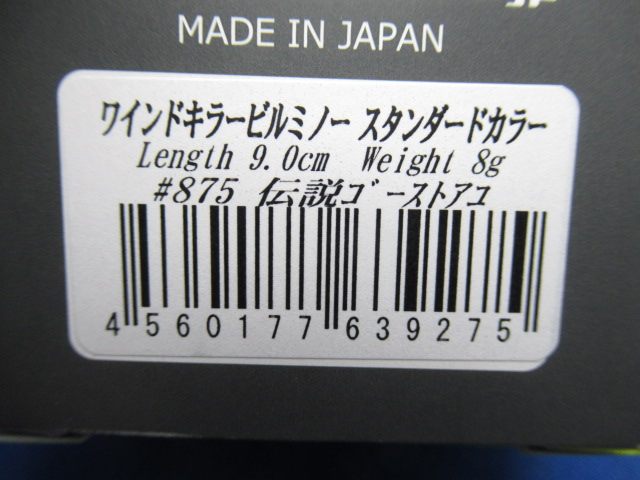 MADE IN JAPAN
ワインドキラービルミノー スタンダードカラー
Length 9.0cm  Weight 8g
#875 伝説ｺﾞｰｽﾄアコ
4 560177 639275